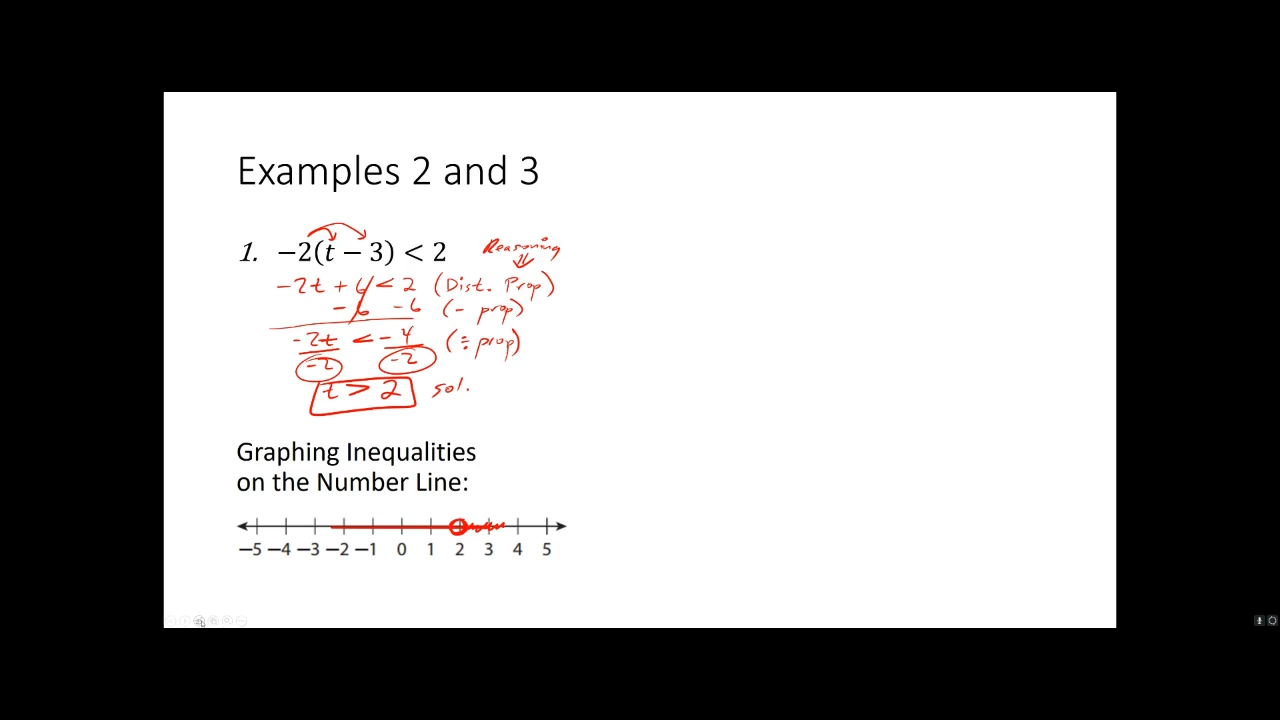 Examples 2 and 3
1. −2(t − 3) < 2 Reasoning
-2t + 6 < 2 (Dist. Prop)
- 6 - 6 (- prop)
-2t < -4 (÷ prop)
-2 -2
t > 2 sol.
Graphing Inequalities
on the Number Line:
−5 −4 −3 −2 −1 0 1 2 3 4 5